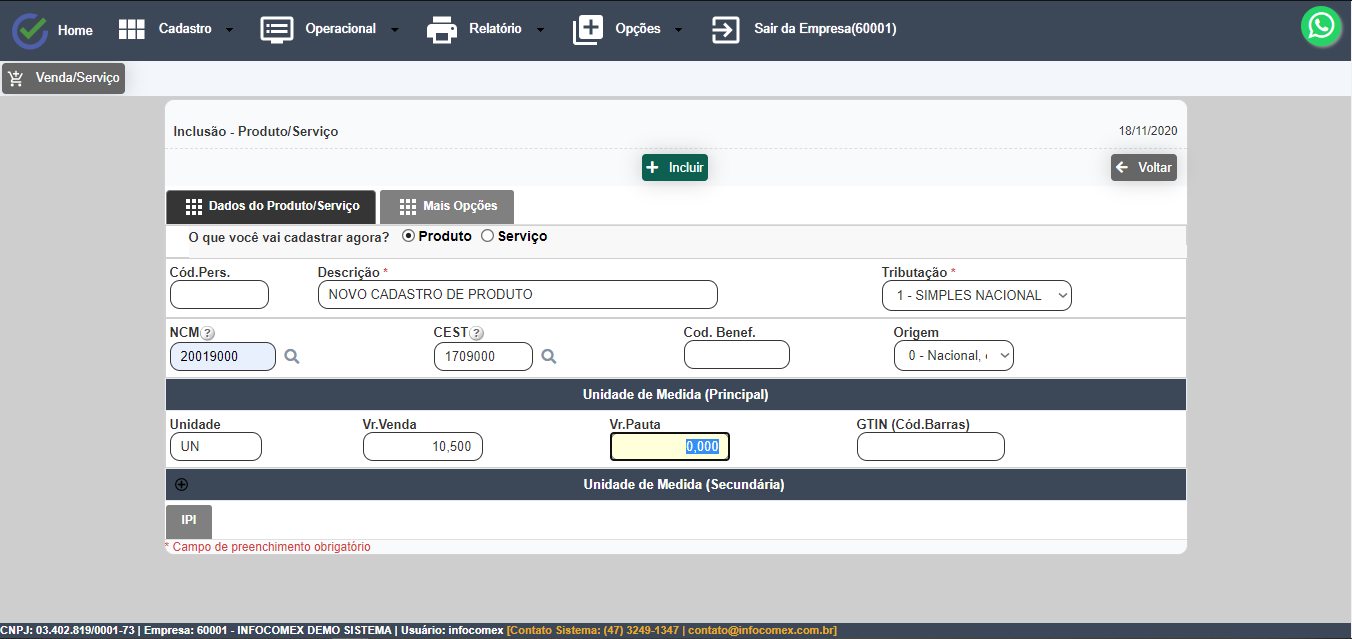 Home Cadastro Operacional Relatório Opções Sair da Empresa(60001)
Venda/Serviço
Inclusão - Produto/Serviço 18/11/2020
Incluir Voltar
Dados do Produto/Serviço Mais Opções
O que você vai cadastrar agora? Produto Serviço
Cód.Pers. Descrição * Tributação *
NOVO CADASTRO DE PRODUTO 1 - SIMPLES NACIONAL
NCM ? CEST ? Cod. Benef. Origem
20019000 1709000 0 - Nacional,
Unidade de Medida (Principal)
Unidade Vr.Venda Vr.Pauta GTIN (Cód.Barras)
UN 10,500 0,000
Unidade de Medida (Secundária)
IPI
* Campo de preenchimento obrigatório
CNPJ: 03.402.819/0001-73 | Empresa: 60001 - INFOCOMEX DEMO SISTEMA | Usuário: infocomex [Contato Sistema: (47) 3249-1347 | contato@infocomex.com.br]